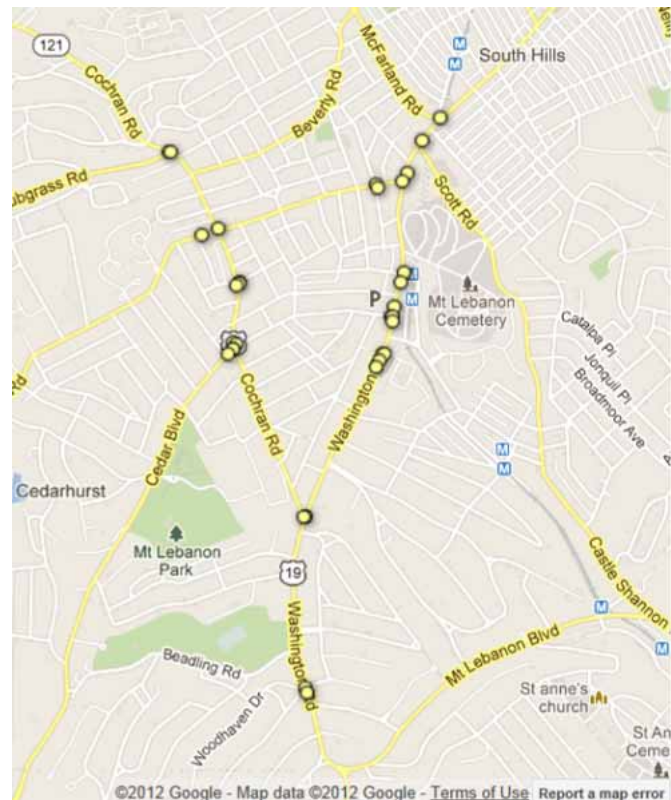 121
Cochran Rd
McFarland Rd
M
M
South Hills
Beverly Rd
Rd
Scott Rd
M
M
P
Mt Lebanon
Cemetery
Catalpa Pl
Jonquil Pl
Broadmoor Ave
Washington
Cochran Rd
Cedar Blvd
Rd
M
M
Cedarhurst
Mt Lebanon
Park
19
Castle Shannon
M
M
Washington Rd
Mt Lebanon Blvd
Beadling Rd
Woodhaven Dr
St anne's
church
St An
Ceme
©2012 Google - Map data ©2012 Google - Terms of Use
Report a map error